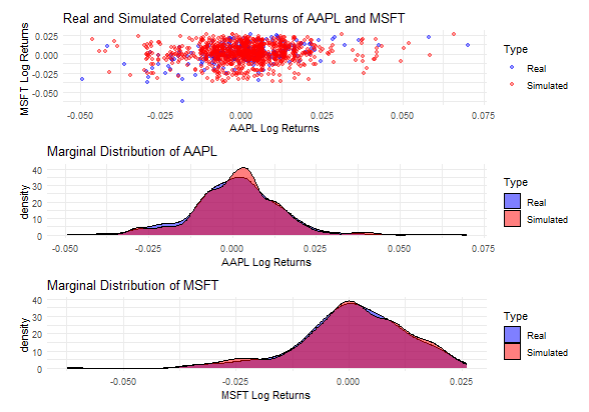 Real and Simulated Correlated Returns of AAPL and MSFT
MSFT Log Returns
0.025
0.000
-0.025
-0.050
-0.050
-0.025
0.000
0.025
0.050
0.075
AAPL Log Returns
Type
Real
Simulated
Marginal Distribution of AAPL
density
40
30
20
10
0
-0.050
-0.025
0.000
0.025
0.050
0.075
AAPL Log Returns
Type
Real
Simulated
Marginal Distribution of MSFT
density
40
30
20
10
0
-0.050
-0.025
0.000
0.025
MSFT Log Returns
Type
Real
Simulated